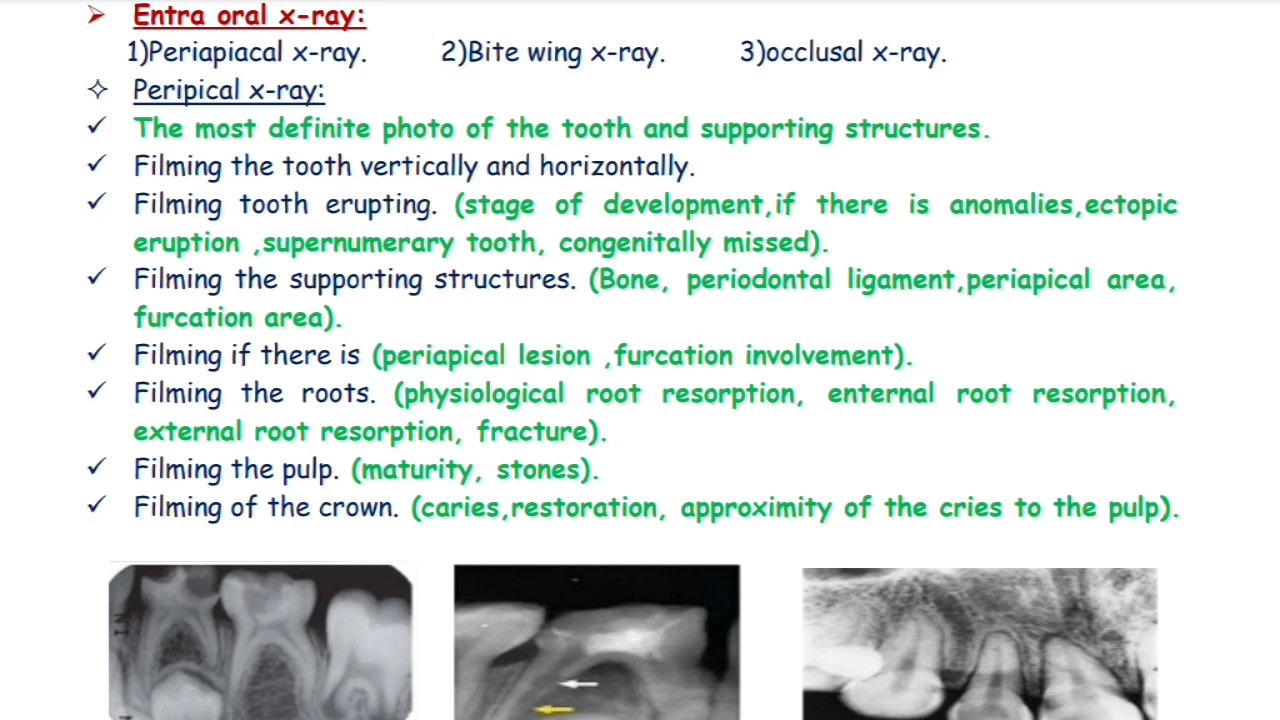 Entra oral x-ray:
1)Periapiacal x-ray. 2)Bite wing x-ray. 3)occlusal x-ray.
Peripical x-ray:
The most definite photo of the tooth and supporting structures.
Filming the tooth vertically and horizontally.
Filming tooth erupting. (stage of development,if there is anomalies,ectopic
eruption ,supernumerary tooth, congenitally missed).
Filming the supporting structures. (Bone, periodontal ligament,periapical area,
furcation area).
Filming if there is (periapical lesion ,furcation involvement).
Filming the roots. (physiological root resorption, enternal root resorption,
external root resorption, fracture).
Filming the pulp. (maturity, stones).
Filming of the crown. (caries,restoration, approximity of the cries to the pulp).